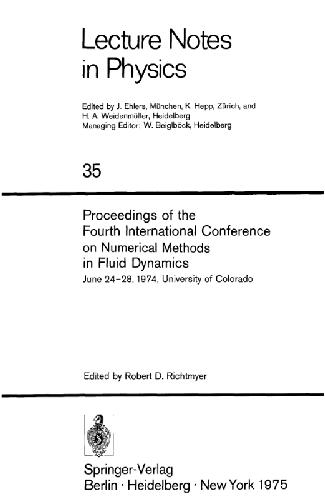 Lecture Notes
in Physics
Edited by J. Ehlers, München, K. Hepp, Zürich, and
H. A. Weidenmüller, Heidelberg
Managing Editor: W. Beiglböck, Heidelberg
35
Proceedings of the
Fourth International Conference
on Numerical Methods
in Fluid Dynamics
June 24–28, 1974, University of Colorado
Edited by Robert D. Richtmyer
Springer-Verlag
Berlin · Heidelberg · New York 1975